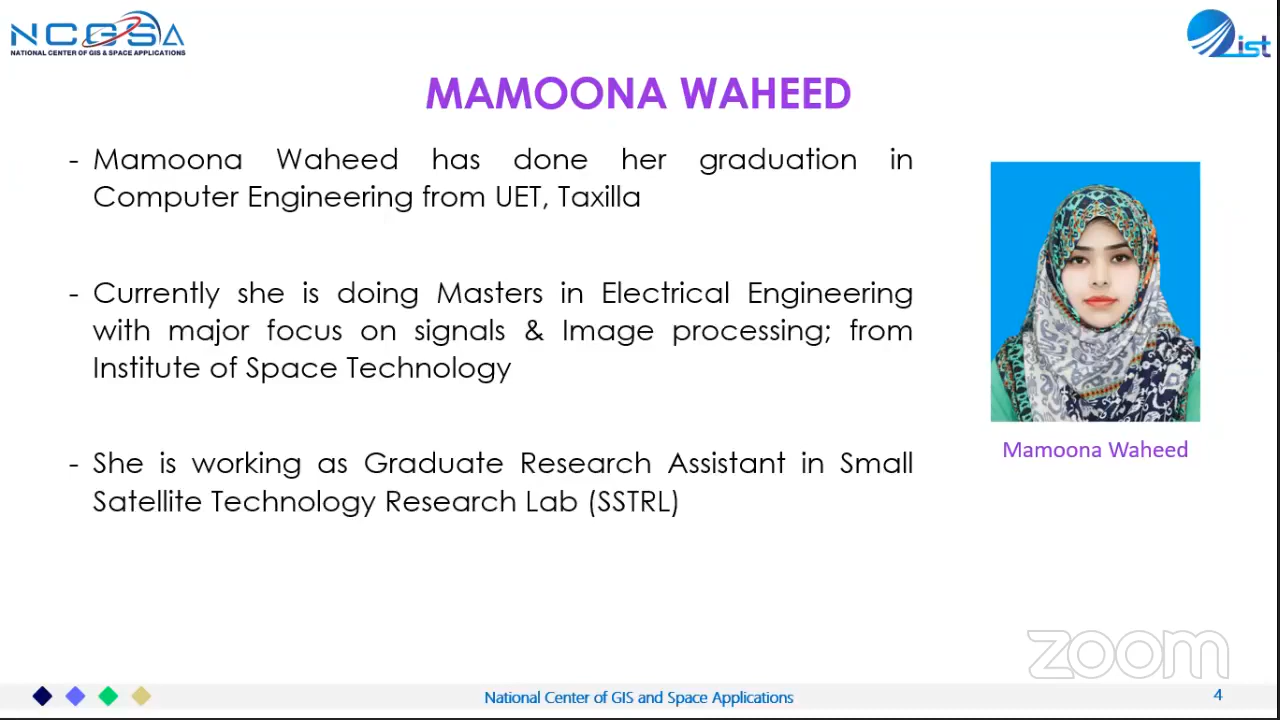 NCGSA
NATIONAL CENTER OF GIS & SPACE APPLICATIONS
ist
MAMOONA WAHEED
- Mamoona Waheed has done her graduation in
Computer Engineering from UET, Taxilla
- Currently she is doing Masters in Electrical Engineering
with major focus on signals & Image processing; from
Institute of Space Technology
- She is working as Graduate Research Assistant in Small
Satellite Technology Research Lab (SSTRL)
Mamoona Waheed
zoom
National Center of GIS and Space Applications
4